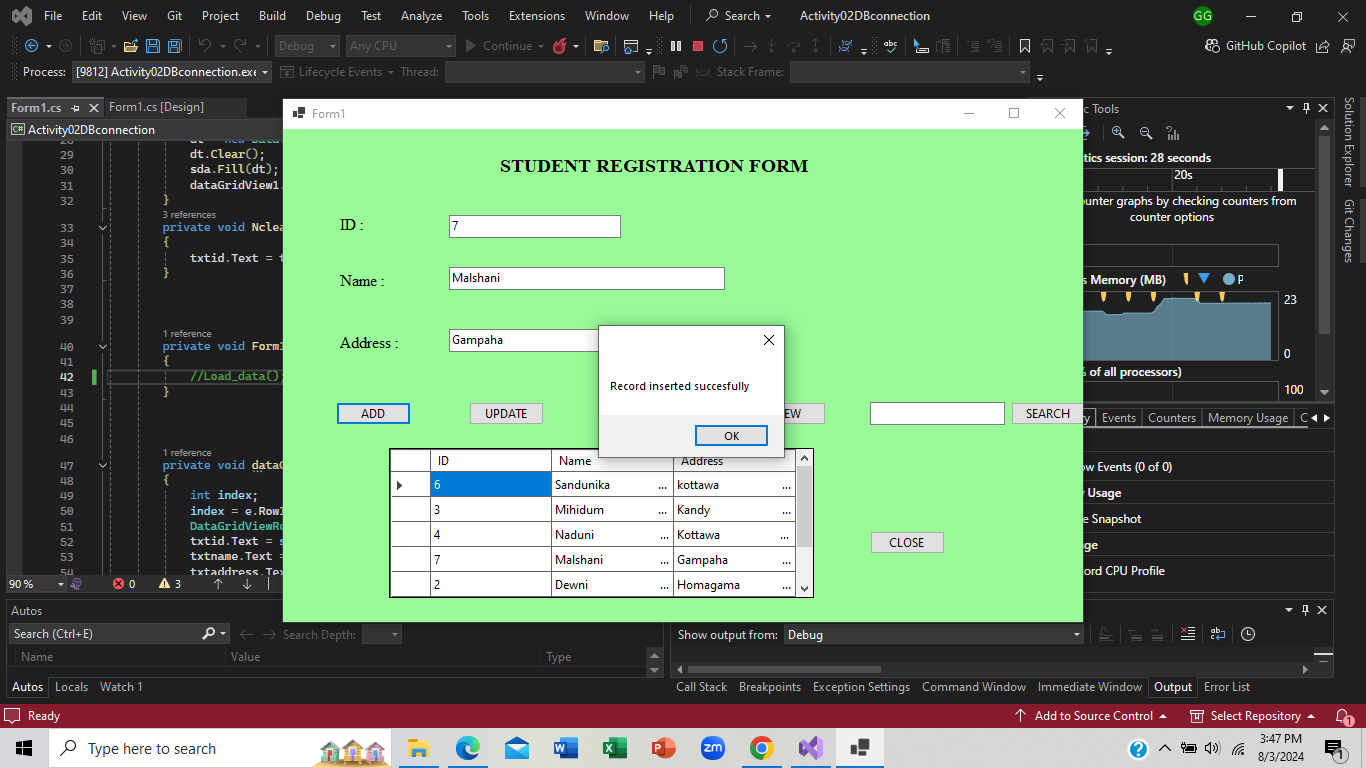 File Edit View Git Project Build Debug Test Analyze Tools Extensions Window Help Search Activity02DBconnection GG
Debug Any CPU Continue GitHub Copilot
Process: [9812] Activity02DBconnection.exe Lifecycle Events Thread: Stack Frame:
Form1.cs Form1.cs [Design]
C# Activity02DBconnection
29 dt.Clear();
30 sda.Fill(dt);
31 dataGridView1.
32 }
3 references
33 private void Nclea
34 {
35 txtid.Text = t
36 }
37
38
39
1 reference
40 private void Form1
41 {
42 //Load_data();
43 }
44
45
46
1 reference
47 private void dataG
48 {
49 int index;
50 index = e.RowI
51 DataGridViewRo
52 txtid.Text = s
53 txtname.Text =
54 txtaddress.Tex
90 % 0 3
Form1
STUDENT REGISTRATION FORM
ID : 7
Name : Malshani
Address : Gampaha
Record inserted succesfully
OK
ADD UPDATE EW SEARCH
ID Name Address
6 Sandunika ... kottawa ...
3 Mihidum ... Kandy ...
4 Naduni ... Kottawa ...
7 Malshani ... Gampaha ...
2 Dewni ... Homagama ...
CLOSE
c Tools
tics session: 28 seconds
20s
ounter graphs by checking counters from
counter options
s Memory (MB) P
23
0
% of all processors)
100
y Events Counters Memory Usage C
ow Events (0 of 0)
y Usage
e Snapshot
ge
ord CPU Profile
Solution Explorer
Git Changes
Autos
Search (Ctrl+E) Search Depth:
Name Value Type
Autos Locals Watch 1
Show output from: Debug
Call Stack Breakpoints Exception Settings Command Window Immediate Window Output Error List
Ready Add to Source Control Select Repository 1
Type here to search
zm
3:47 PM
8/3/2024
1